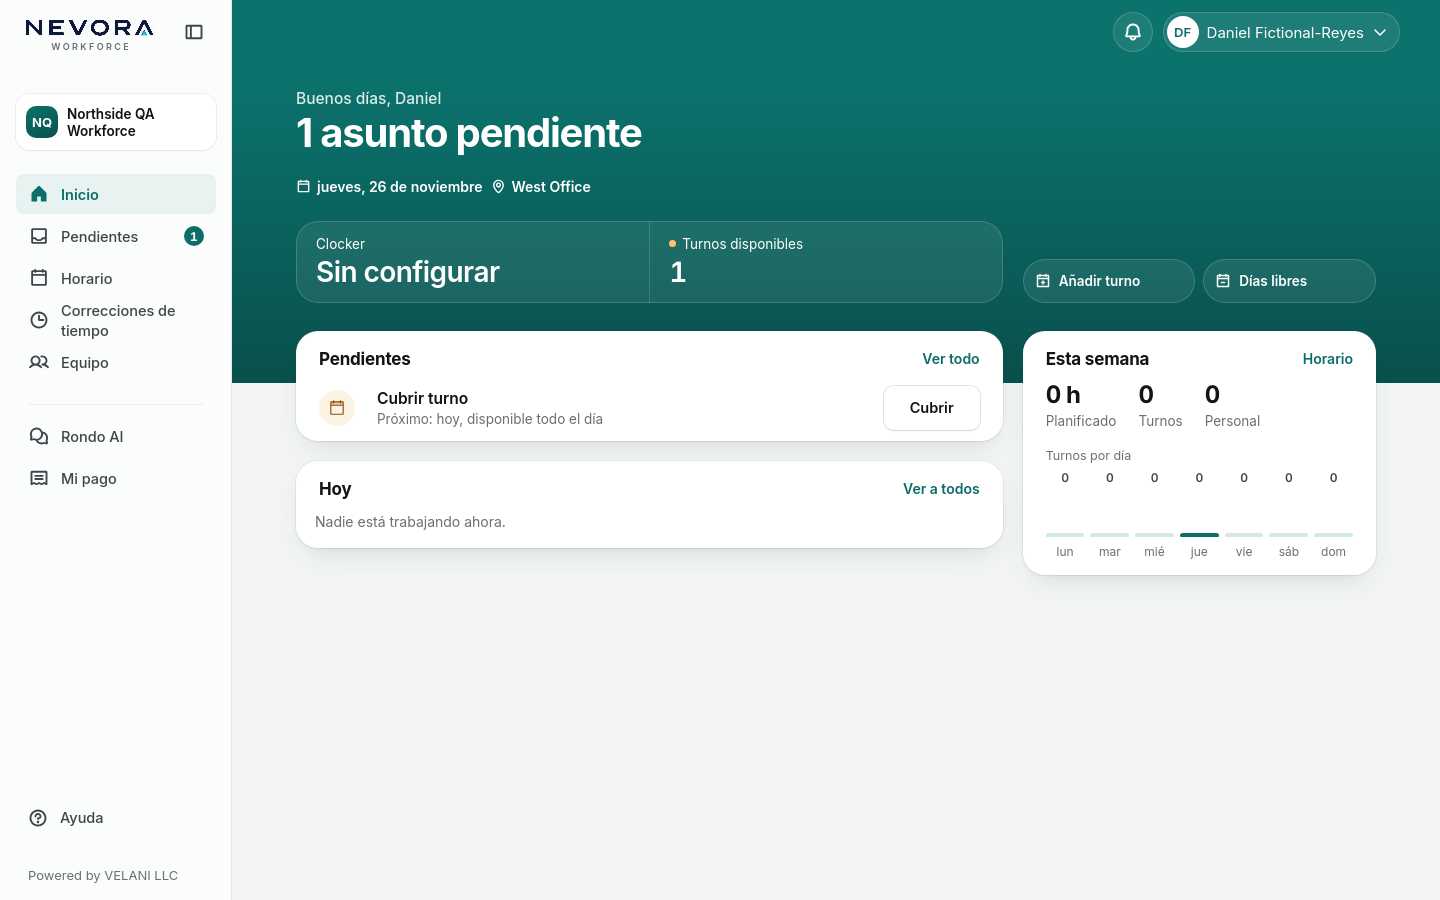 NEVORA
WORKFORCE
NQ
Northside QA
Workforce
Inicio
Pendientes
1
Horario
Correcciones de
tiempo
Equipo
Rondo AI
Mi pago
Ayuda
Powered by VELANI LLC
DF
Daniel Fictional-Reyes
Buenos días, Daniel
1 asunto pendiente
jueves, 26 de noviembre West Office
Clocker
Sin configurar
Turnos disponibles
1
Añadir turno
Días libres
Pendientes
Ver todo
Cubrir turno
Próximo: hoy, disponible todo el día
Cubrir
Hoy
Ver a todos
Nadie está trabajando ahora.
Esta semana
Horario
0 h 0 0
Planificado Turnos Personal
Turnos por día
0 0 0 0 0 0 0
lun mar mié jue vie sáb dom